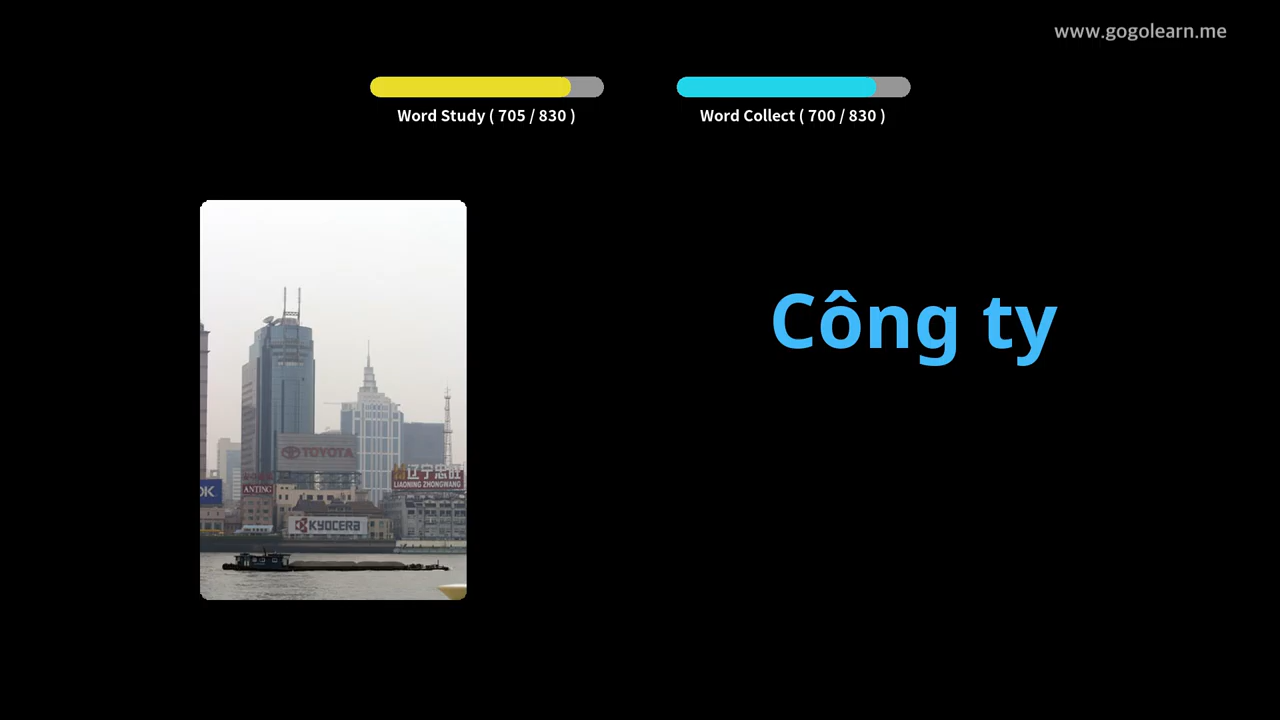 www.gogolearn.me
Word Study ( 705 / 830 )
Word Collect ( 700 / 830 )
Công ty
TOYOTA
辽宁忠旺
LIAONING ZHONGWANG
OK
ANTING
KYOCERA